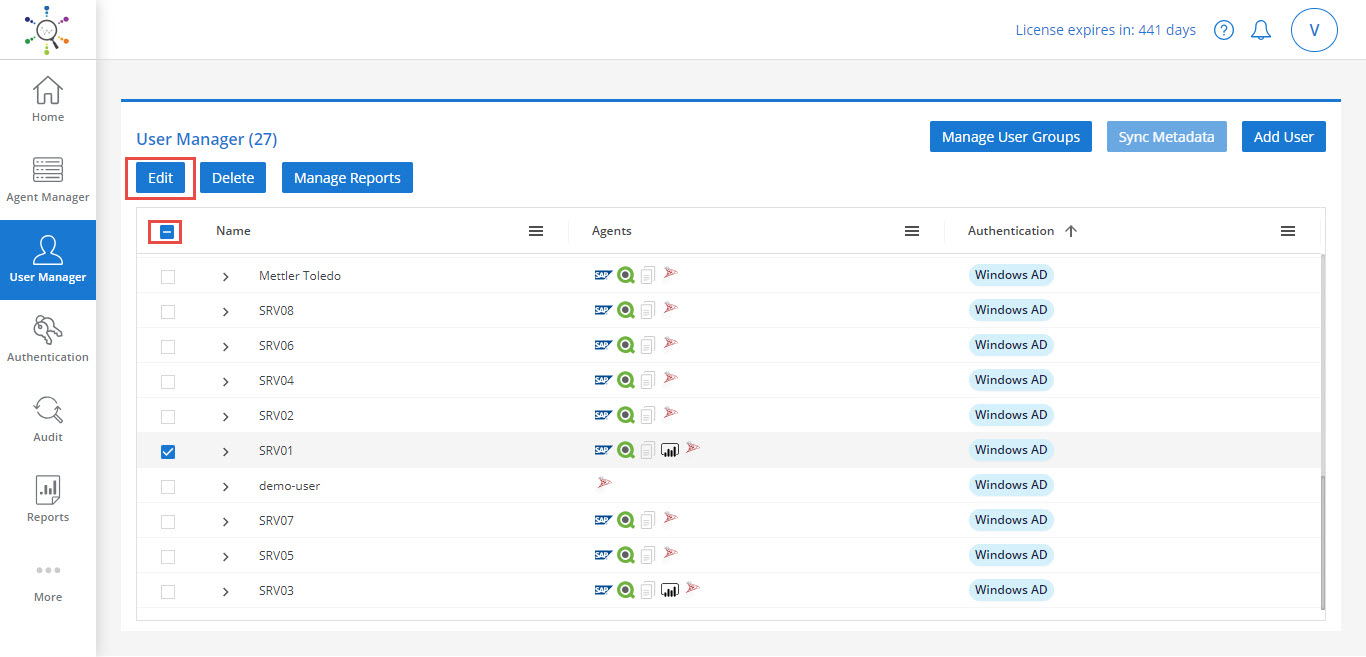 License expires in: 441 days ? V
Home
Agent Manager
User Manager
Authentication
Audit
Reports
More
User Manager (27)
Manage User Groups Sync Metadata Add User
Edit Delete Manage Reports
Name Agents Authentication
Mettler Toledo SAP Windows AD
SRV08 SAP Windows AD
SRV06 SAP Windows AD
SRV04 SAP Windows AD
SRV02 SAP Windows AD
SRV01 SAP Windows AD
demo-user Windows AD
SRV07 SAP Windows AD
SRV05 SAP Windows AD
SRV03 SAP Windows AD